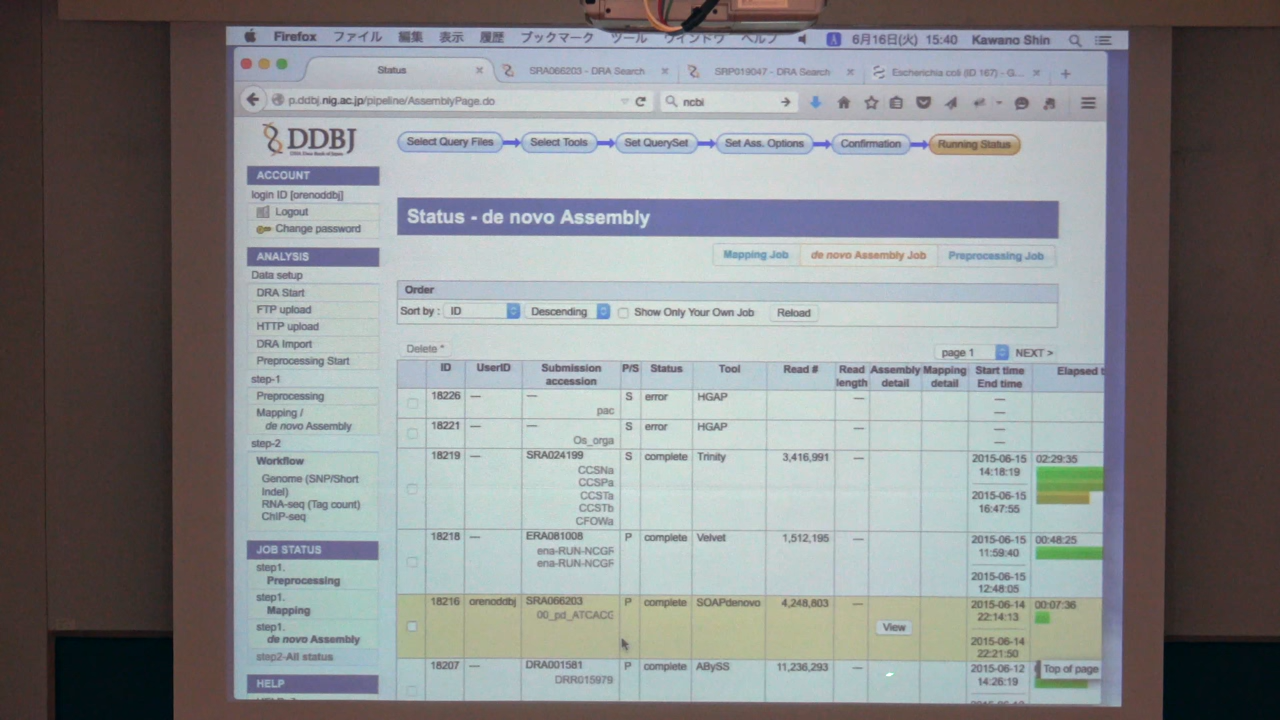 Firefox ファイル 編集 表示 履歴 ブックマーク ツール ウインドウ ヘルプ 6月16日(火) 15:40 Kawano Shin
Status SRA066203 - DRA Search SRP019047 - DRA Search Escherichia coli (ID 167) - G...
p.ddbj.nig.ac.jp/pipeline/AssemblyPage.do ncbi
DDBJ
Select Query Files Select Tools Set QuerySet Set Ass. Options Confirmation Running Status
ACCOUNT
login ID [orenoddbj]
Logout
Change password
ANALYSIS
Data setup
DRA Start
FTP upload
HTTP upload
DRA Import
Preprocessing Start
step-1
Preprocessing
Mapping /
de novo Assembly
step-2
Workflow
Genome (SNP/Short
Indel)
RNA-seq (Tag count)
ChIP-seq
JOB STATUS
step1.
Preprocessing
step1.
Mapping
step1.
de novo Assembly
step2-All status
HELP
Status - de novo Assembly
Mapping Job de novo Assembly Job Preprocessing Job
Order
Sort by : ID Descending Show Only Your Own Job Reload
Delete * page 1 NEXT >
ID UserID Submission accession P/S Status Tool Read # Read length Assembly detail Mapping detail Start time End time Elapsed t
18226 — — S error HGAP — —
pac —
18221 — — S error HGAP — —
Os_orga —
18219 — SRA024199 S complete Trinity 3,416,991 — 2015-06-15 02:29:35
CCSNa 14:18:19
CCSPa
CCSTa 2015-06-15
CCSTb 16:47:55
CFOWa
18218 — ERA081008 P complete Velvet 1,512,195 — 2015-06-15 00:48:25
ena-RUN-NCGF 11:59:40
ena-RUN-NCGF
2015-06-15
12:48:05
18216 orenoddbj SRA066203 P complete SOAPdenovo 4,248,803 — 2015-06-14 00:07:36
00_pd_ATCACG 22:14:13
View
2015-06-14
22:21:50
18207 — DRA001581 P complete ABySS 11,236,293 — 2015-06-12 Top of page
DRR015979 14:26:19